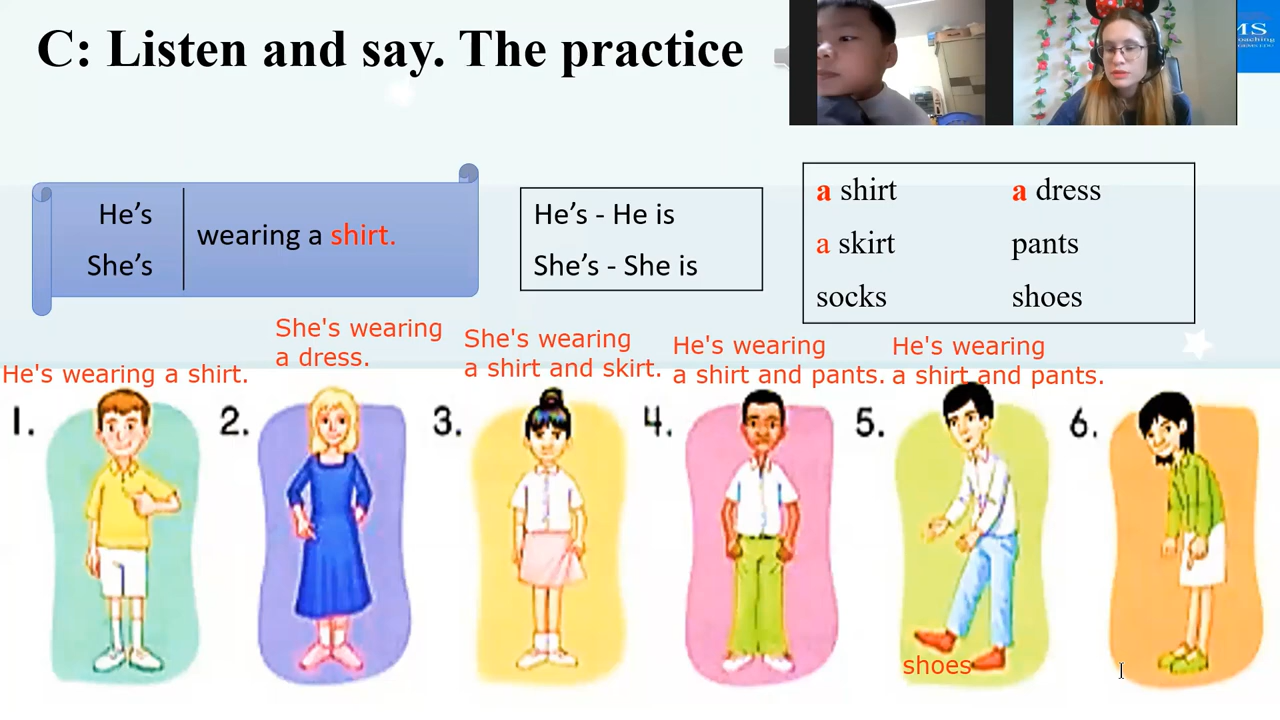 C: Listen and say. The practice
MS
He's
She's
wearing a shirt.
He's - He is
She's - She is
a shirt
a dress
a skirt
pants
socks
shoes
He's wearing a shirt.
She's wearing
a dress.
She's wearing
a shirt and skirt.
He's wearing
a shirt and pants.
He's wearing
a shirt and pants.
1.
2.
3.
4.
5.
6.
shoes